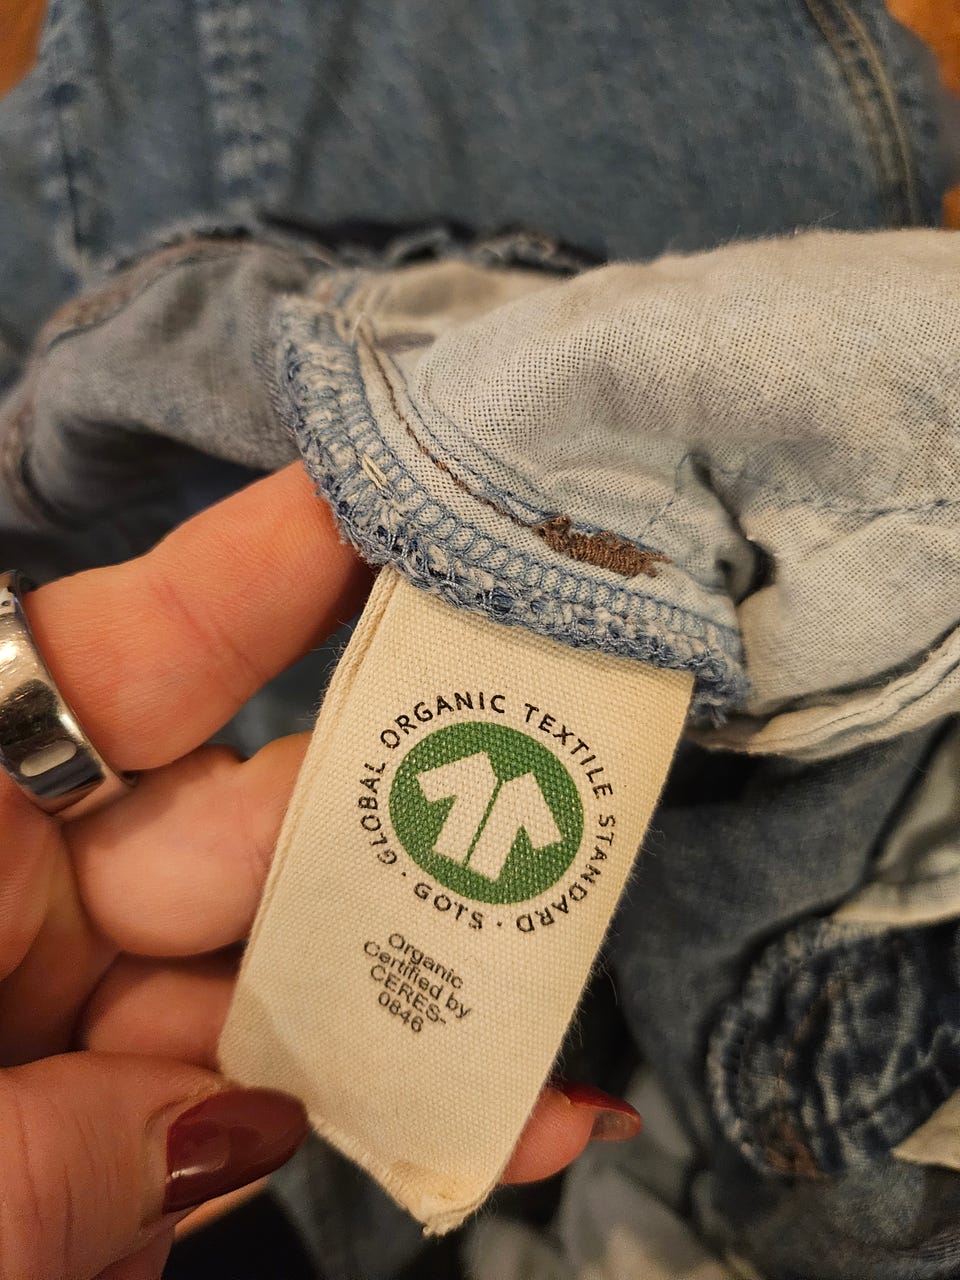 GLOBAL ORGANIC TEXTILE STANDARD · GOTS ·
Organic
Certified by
CERES-
0846